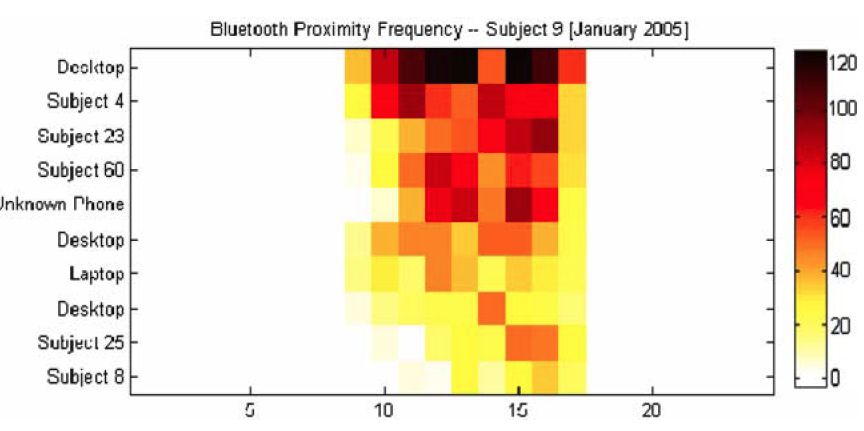 Bluetooth Proximity Frequency -- Subject 9 [January 2005]
Desktop
Subject 4
Subject 23
Subject 60
Unknown Phone
Desktop
Laptop
Desktop
Subject 25
Subject 8
5 10 15 20
120
100
80
60
40
20
0